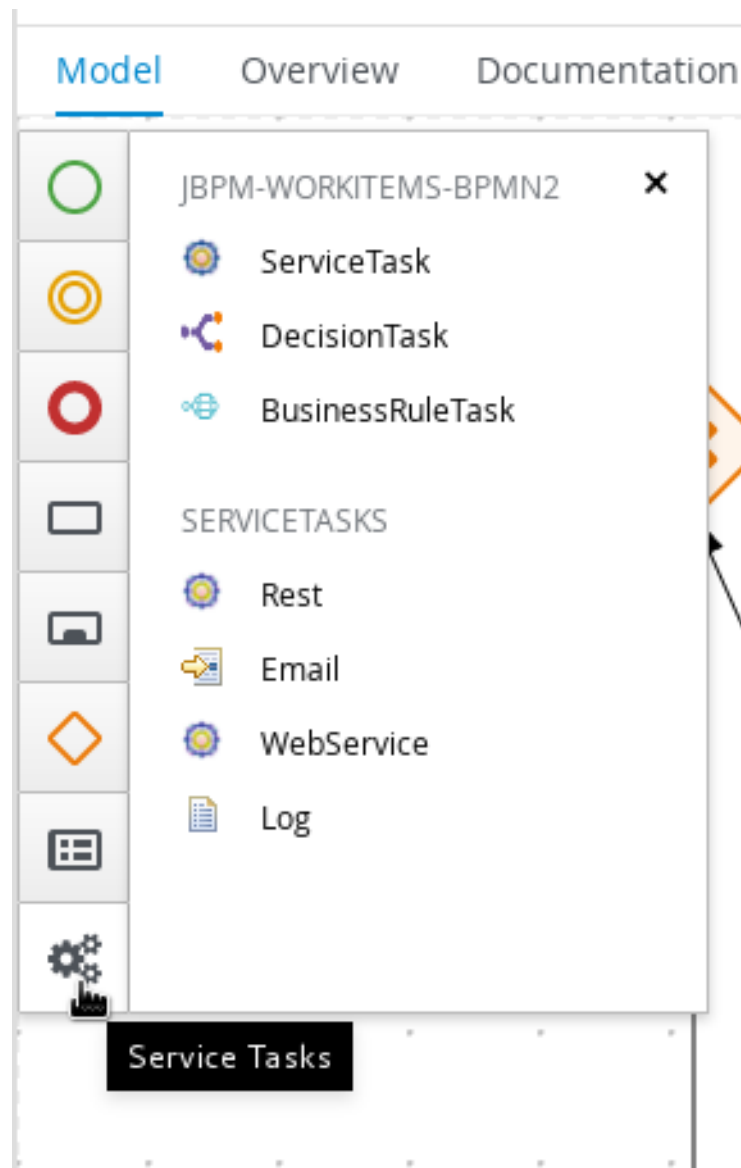 Model Overview Documentation
JBPM-WORKITEMS-BPMN2
ServiceTask
DecisionTask
BusinessRuleTask
SERVICETASKS
Rest
Email
WebService
Log
Service Tasks